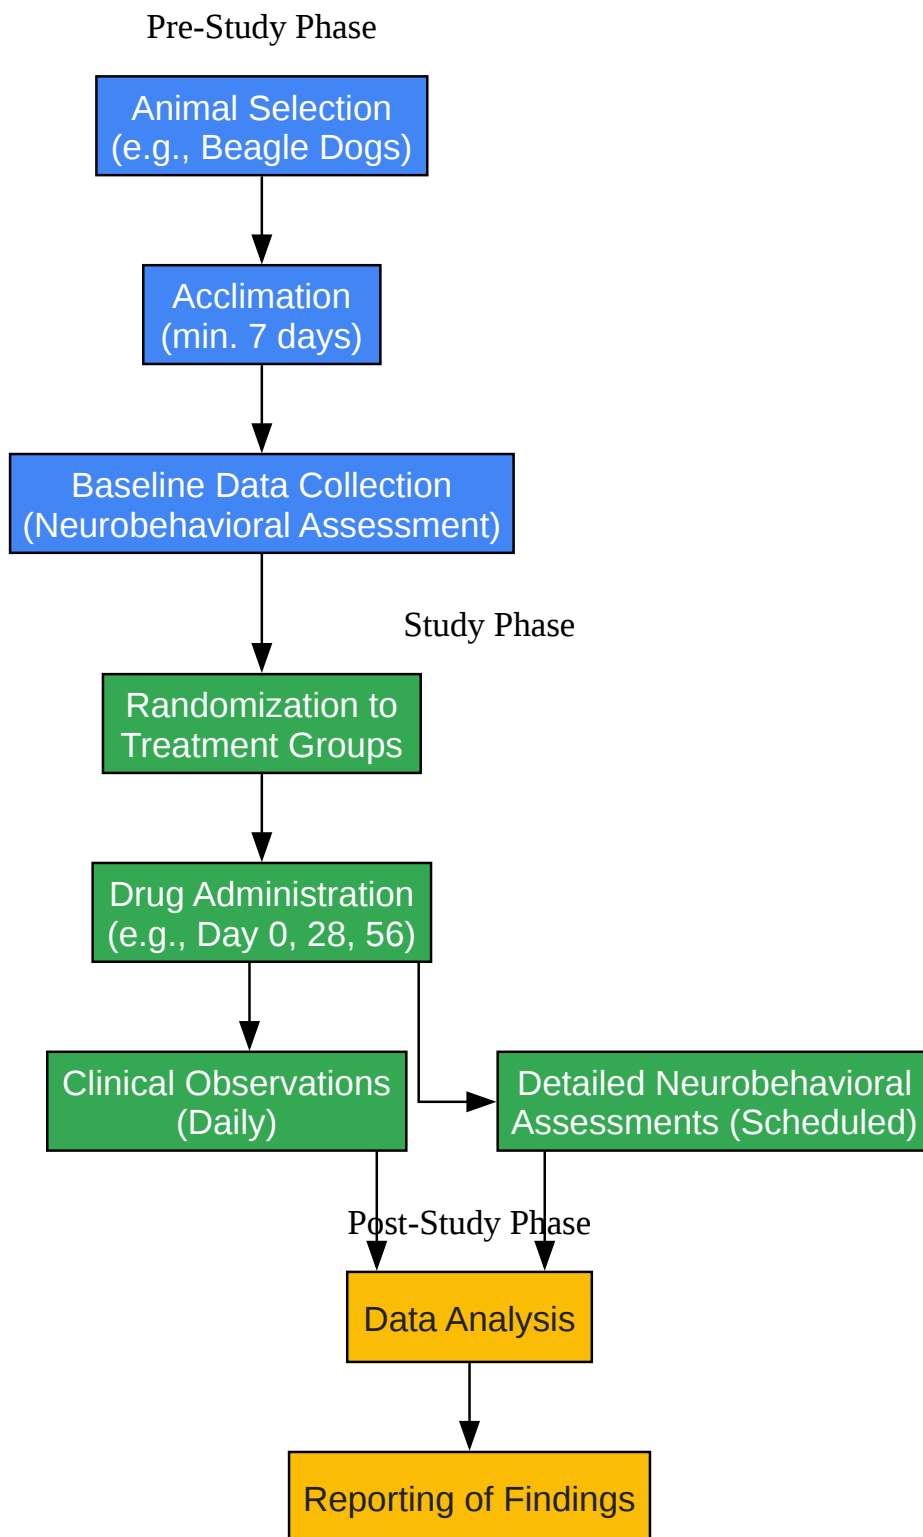 Pre-Study Phase
Animal Selection
(e.g., Beagle Dogs)
Acclimation
(min. 7 days)
Baseline Data Collection
(Neurobehavioral Assessment)
Study Phase
Randomization to
Treatment Groups
Drug Administration
(e.g., Day 0, 28, 56)
Clinical Observations
(Daily)
Detailed Neurobehavioral
Assessments (Scheduled)
Post-Study Phase
Data Analysis
Reporting of Findings